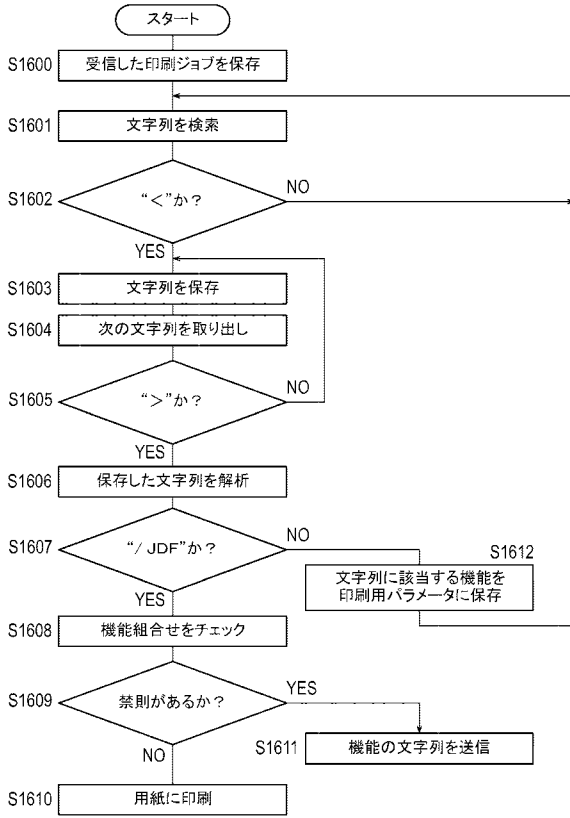 スタート
S1600
受信した印刷ジョブを保存
S1601
文字列を検索
S1602
“<”か？
NO
YES
S1603
文字列を保存
S1604
次の文字列を取り出し
S1605
“>”か？
NO
YES
S1606
保存した文字列を解析
S1607
“/ JDF”か？
NO
YES
S1612
文字列に該当する機能を
印刷用パラメータに保存
S1608
機能組合せをチェック
S1609
禁則があるか？
YES
NO
S1611
機能の文字列を送信
S1610
用紙に印刷